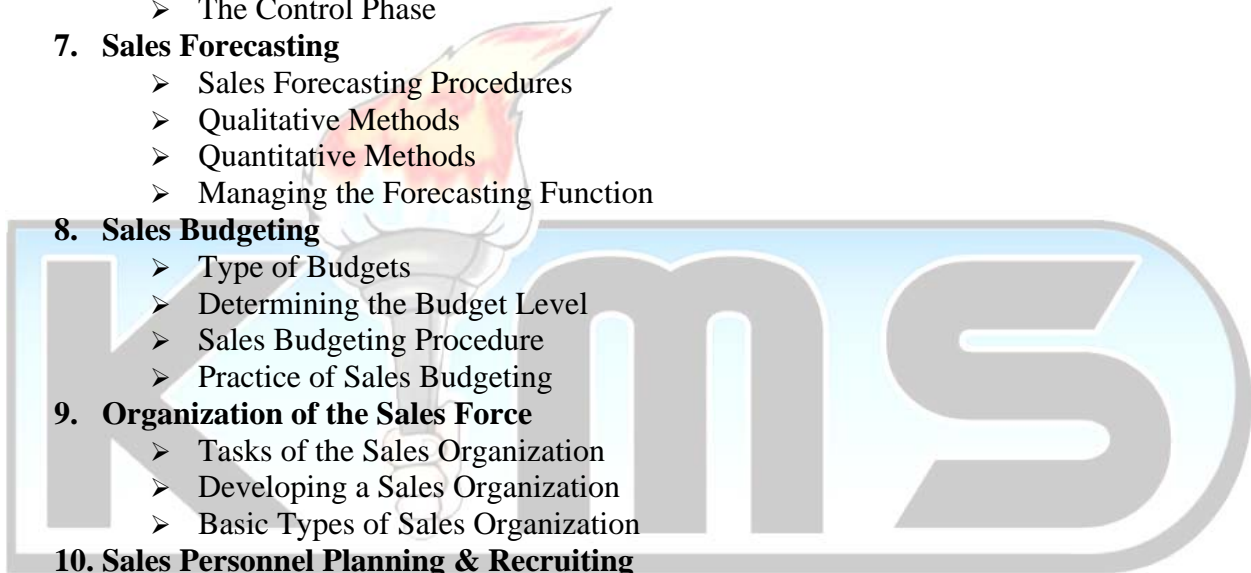 ➢ The Control Phase
7. Sales Forecasting
➢ Sales Forecasting Procedures
➢ Qualitative Methods
➢ Quantitative Methods
➢ Managing the Forecasting Function
8. Sales Budgeting
➢ Type of Budgets
➢ Determining the Budget Level
➢ Sales Budgeting Procedure
➢ Practice of Sales Budgeting
9. Organization of the Sales Force
➢ Tasks of the Sales Organization
➢ Developing a Sales Organization
➢ Basic Types of Sales Organization
10. Sales Personnel Planning & Recruiting
KIMS